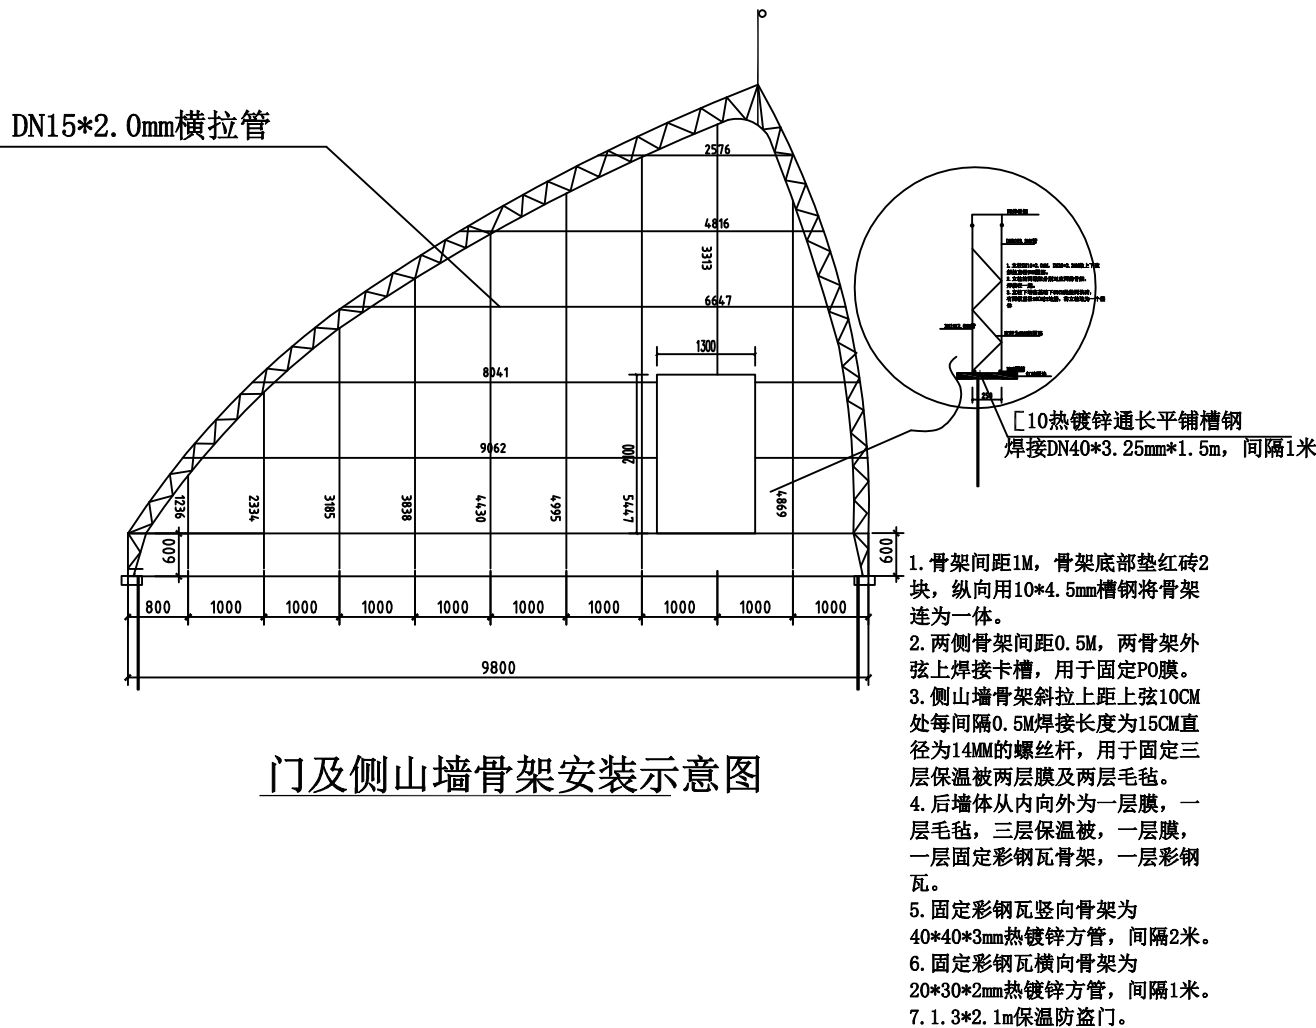 DN15*2.0mm横拉管
2576
4816
3313
6647
1300
8041
2100
9062
1236
2334
3185
3838
4430
4995
5447
4869
600
600
800 1000 1000 1000 1000 1000 1000 1000 1000 1000
9800
250
[10热镀锌通长平铺槽钢
焊接DN40*3.25mm*1.5m, 间隔1米
门及侧山墙骨架安装示意图
1.骨架间距1M, 骨架底部垫红砖2
块, 纵向用10*4.5mm槽钢将骨架
连为一体。
2.两侧骨架间距0.5M, 两骨架外
弦上焊接卡槽, 用于固定PO膜。
3.侧山墙骨架斜拉上距上弦10CM
处每间隔0.5M焊接长度为15CM直
径为14MM的螺丝杆, 用于固定三
层保温被两层膜及两层毛毡。
4.后墙体从内向外为一层膜, 一
层毛毡, 三层保温被, 一层膜,
一层固定彩钢瓦骨架, 一层彩钢
瓦。
5.固定彩钢瓦竖向骨架为
40*40*3mm热镀锌方管, 间隔2米。
6.固定彩钢瓦横向骨架为
20*30*2mm热镀锌方管, 间隔1米。
7.1.3*2.1m保温防盗门。